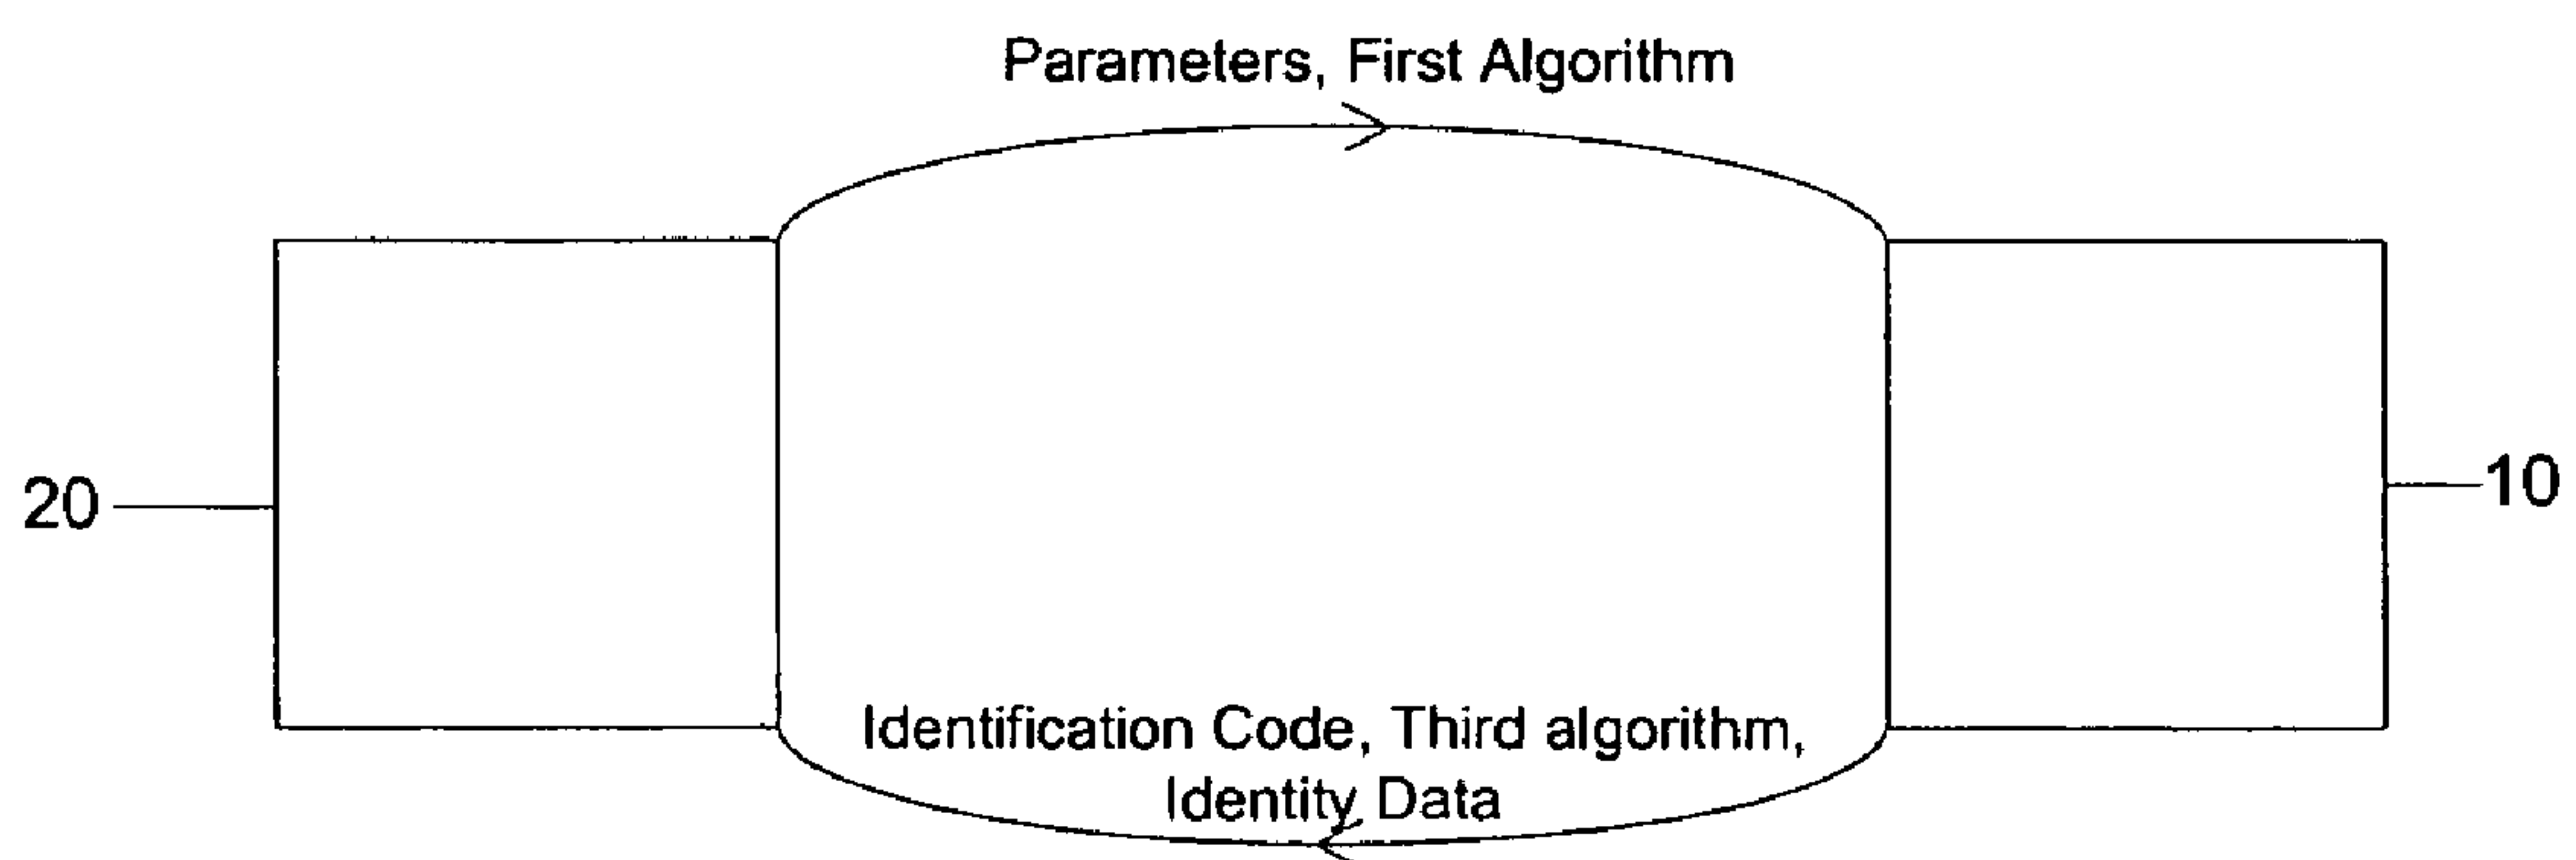 Parameters, First Algorithm
20
10
Identification Code, Third algorithm,
Identity Data